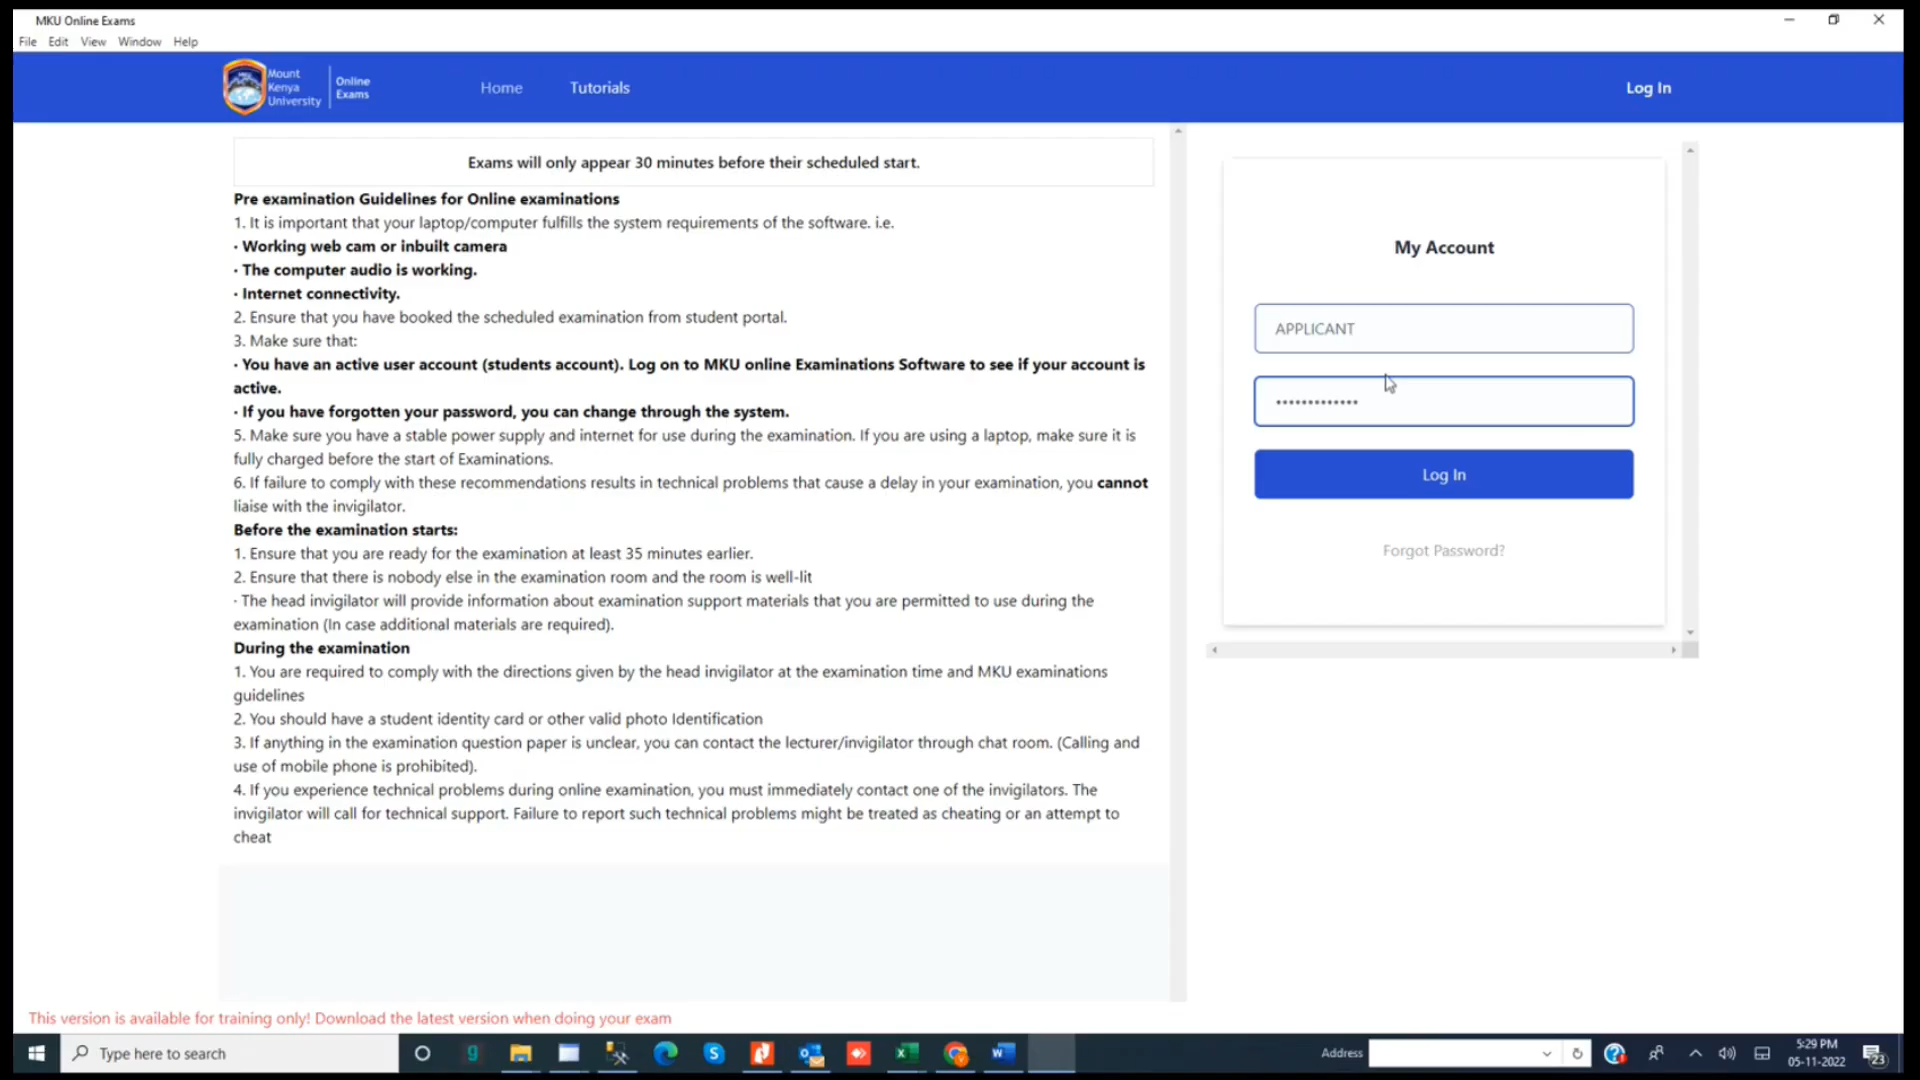 MKU Online Exams
File Edit View Window Help
Mount
Kenya
University
Online
Exams
Home Tutorials Log In
Exams will only appear 30 minutes before their scheduled start.
Pre examination Guidelines for Online examinations
1. It is important that your laptop/computer fulfills the system requirements of the software. i.e.
· Working web cam or inbuilt camera
· The computer audio is working.
· Internet connectivity.
2. Ensure that you have booked the scheduled examination from student portal.
3. Make sure that:
· You have an active user account (students account). Log on to MKU online Examinations Software to see if your account is
active.
· If you have forgotten your password, you can change through the system.
5. Make sure you have a stable power supply and internet for use during the examination. If you are using a laptop, make sure it is
fully charged before the start of Examinations.
6. If failure to comply with these recommendations results in technical problems that cause a delay in your examination, you cannot
liaise with the invigilator.
Before the examination starts:
1. Ensure that you are ready for the examination at least 35 minutes earlier.
2. Ensure that there is nobody else in the examination room and the room is well-lit
· The head invigilator will provide information about examination support materials that you are permitted to use during the
examination (In case additional materials are required).
During the examination
1. You are required to comply with the directions given by the head invigilator at the examination time and MKU examinations
guidelines
2. You should have a student identity card or other valid photo Identification
3. If anything in the examination question paper is unclear, you can contact the lecturer/invigilator through chat room. (Calling and
use of mobile phone is prohibited).
4. If you experience technical problems during online examination, you must immediately contact one of the invigilators. The
invigilator will call for technical support. Failure to report such technical problems might be treated as cheating or an attempt to
cheat
My Account
APPLICANT
•••••••••••••
Log In
Forgot Password?
This version is available for training only! Download the latest version when doing your exam
Type here to search
Address
5:29 PM
05-11-2022
23